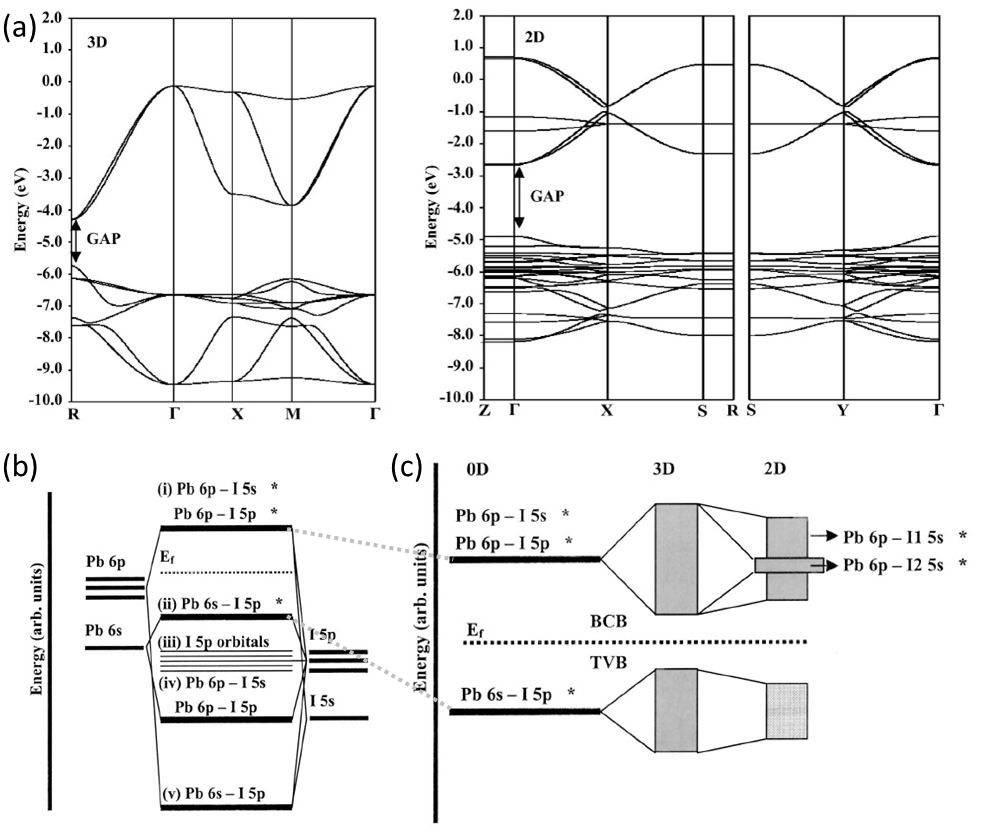 (a)
3D
2.0
1.0
0.0
-1.0
-2.0
-3.0
-4.0
-5.0
-6.0
-7.0
-8.0
-9.0
-10.0
Energy (eV)
GAP
R Γ X M Γ
2D
2.0
1.0
0.0
-1.0
-2.0
-3.0
-4.0
-5.0
-6.0
-7.0
-8.0
-9.0
-10.0
Energy (eV)
GAP
Z Γ X S R S Y Γ
(b)
Energy (arb. units)
(i) Pb 6p – I 5s *
Pb 6p – I 5p *
Pb 6p
Ef
(ii) Pb 6s – I 5p *
Pb 6s
(iii) I 5p orbitals
I 5p
(iv) Pb 6p – I 5s
Pb 6p – I 5p
I 5s
(v) Pb 6s – I 5p
(c)
Energy (arb. units)
0D 3D 2D
Pb 6p – I 5s *
Pb 6p – I 5p *
Pb 6p – I1 5s *
Pb 6p – I2 5s *
BCB
Ef
TVB
Pb 6s – I 5p *